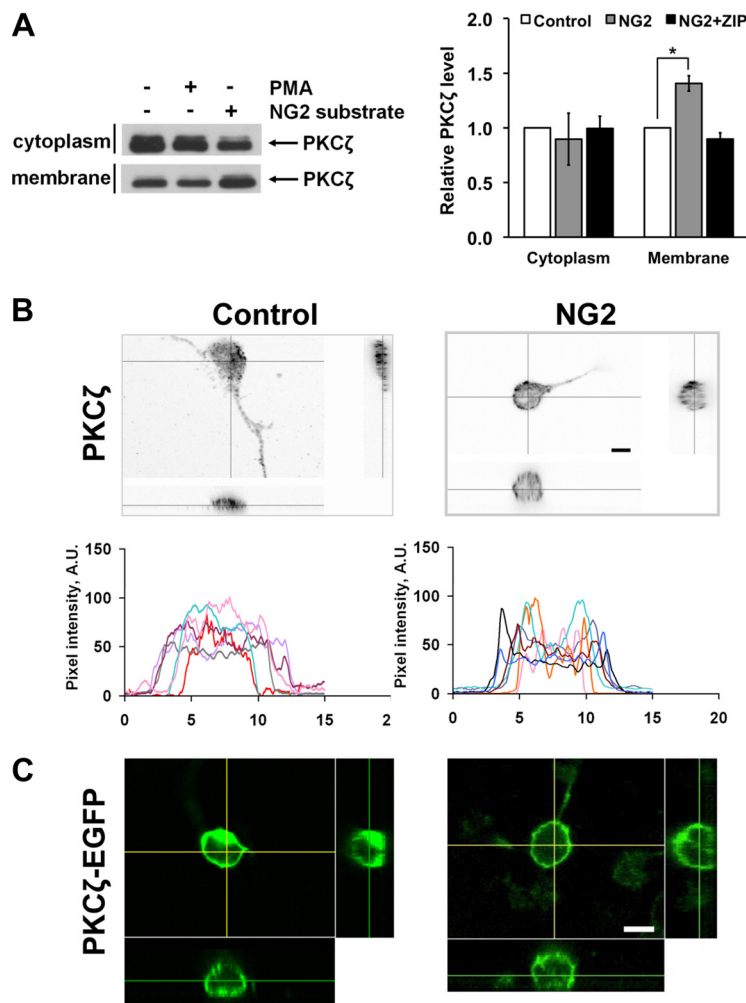 A
- + - PMA
- - + NG2 substrate
cytoplasm PKCζ
membrane PKCζ
Relative PKCζ level
2.0
1.5
1.0
0.5
0.0
Control NG2 NG2+ZIP
*
Cytoplasm Membrane
B
Control NG2
PKCζ
Pixel intensity, A.U.
150
100
50
0
0 5 10 15 2
Pixel intensity, A.U.
150
100
50
0
0 5 10 15 20
C
PKCζ-EGFP